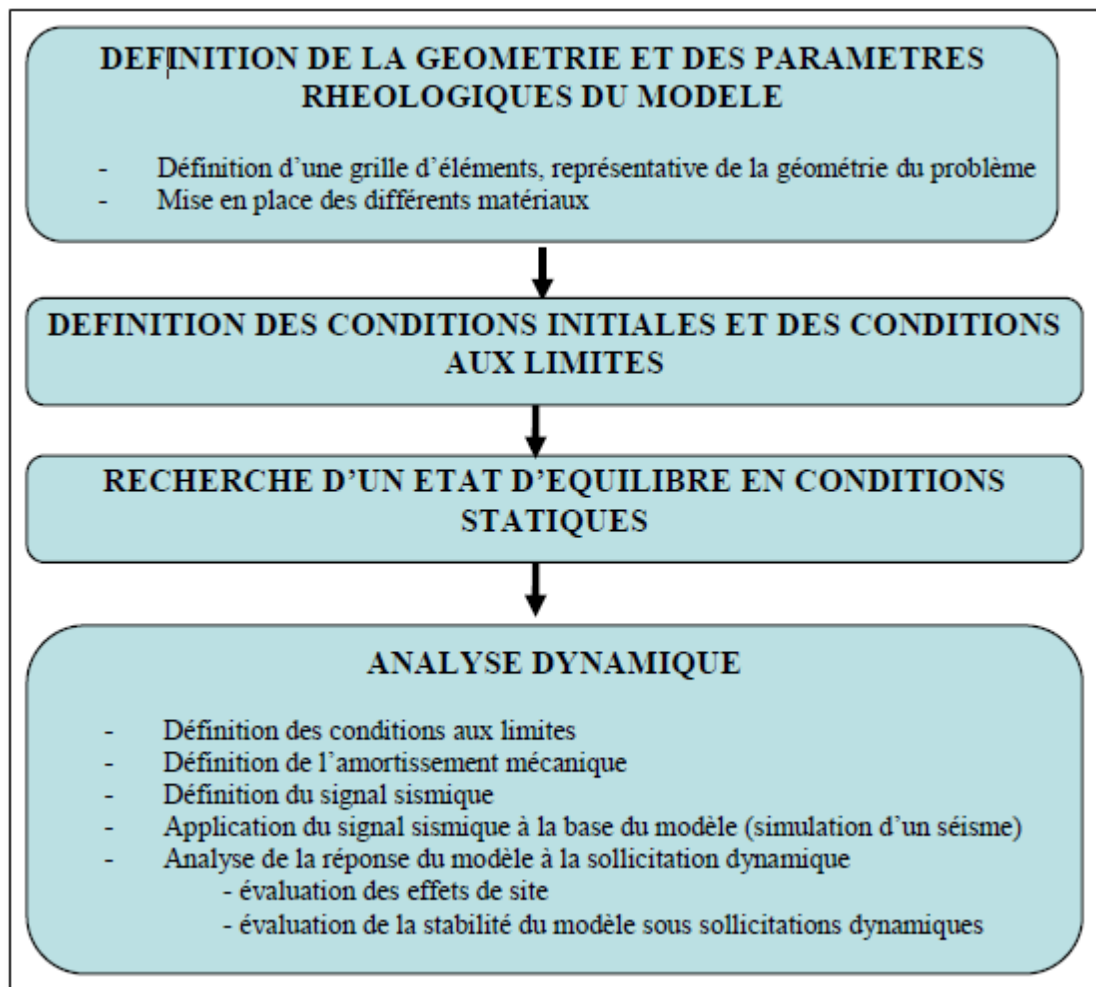 DEFINITION DE LA GEOMETRIE ET DES PARAMETRES
RHEOLOGIQUES DU MODELE
- Définition d'une grille d'éléments, représentative de la géométrie du problème
- Mise en place des différents matériaux
DEFINITION DES CONDITIONS INITIALES ET DES CONDITIONS
AUX LIMITES
RECHERCHE D'UN ETAT D'EQUILIBRE EN CONDITIONS
STATIQUES
ANALYSE DYNAMIQUE
- Définition des conditions aux limites
- Définition de l'amortissement mécanique
- Définition du signal sismique
- Application du signal sismique à la base du modèle (simulation d'un séisme)
- Analyse de la réponse du modèle à la sollicitation dynamique
- évaluation des effets de site
- évaluation de la stabilité du modèle sous sollicitations dynamiques